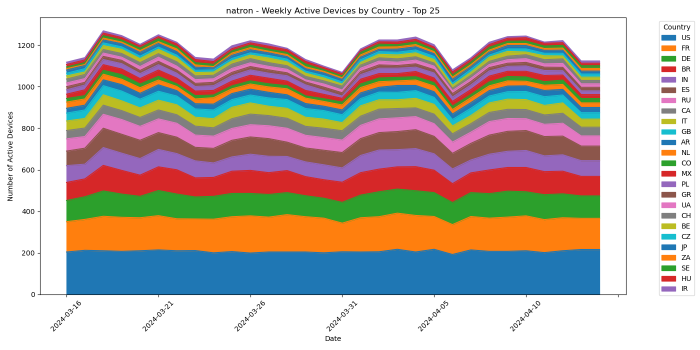 natron - Weekly Active Devices by Country - Top 25
Number of Active Devices
1200
1000
800
600
400
200
0
2024-03-16
2024-03-21
2024-03-26
2024-03-31
2024-04-05
2024-04-10
Date
Country
US
FR
DE
BR
IN
ES
RU
CA
IT
GB
AR
NL
CO
MX
PL
GR
UA
CH
BE
CZ
JP
ZA
SE
HU
IR